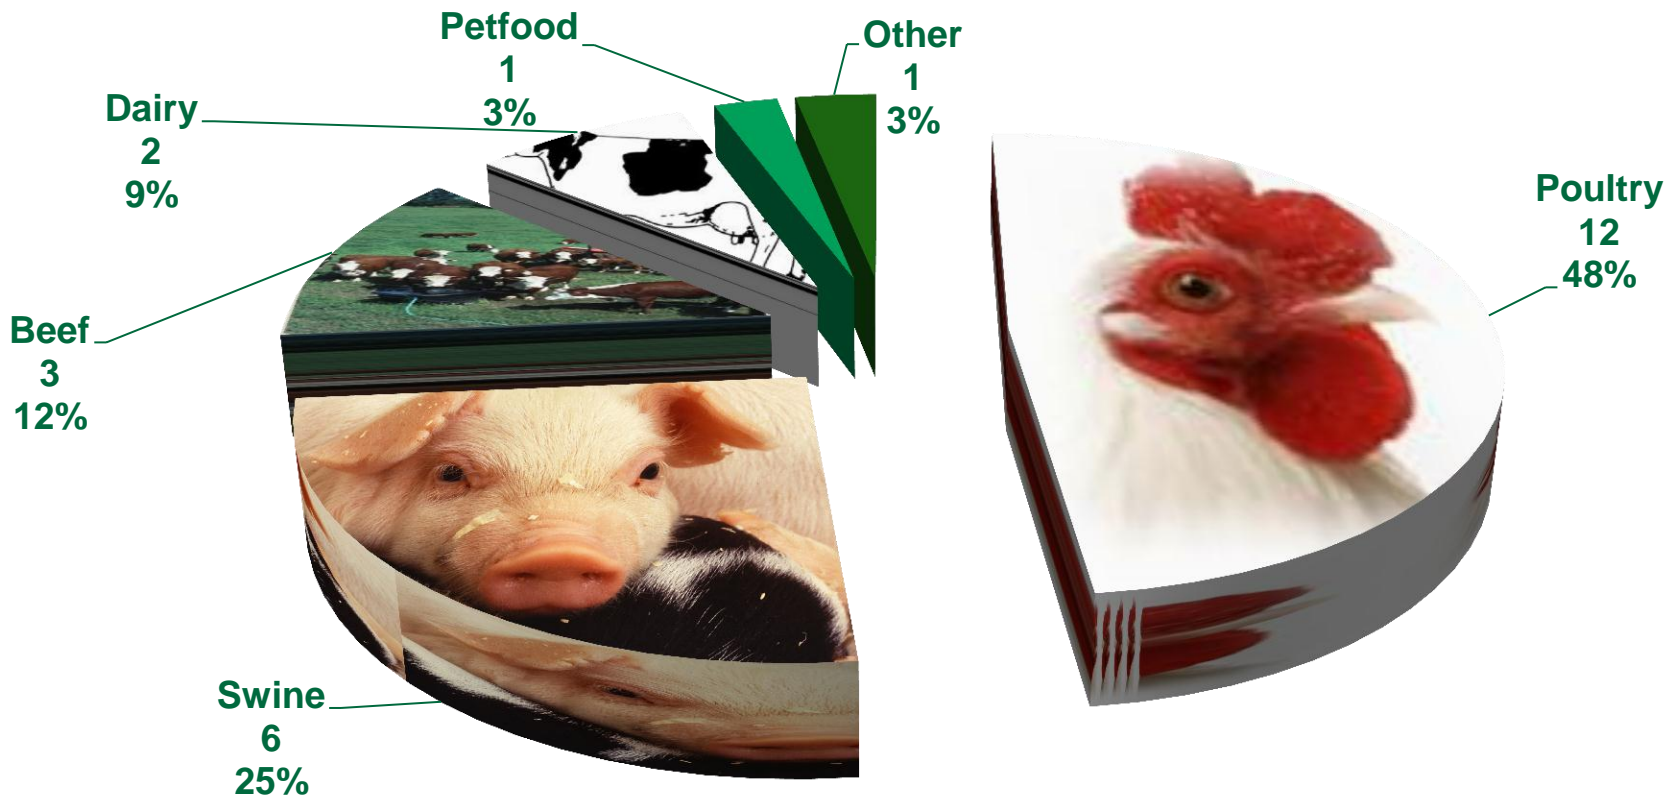 Petfood
1
3%
Other
1
3%
Dairy
2
9%
Poultry
12
48%
Beef
3
12%
Swine
6
25%